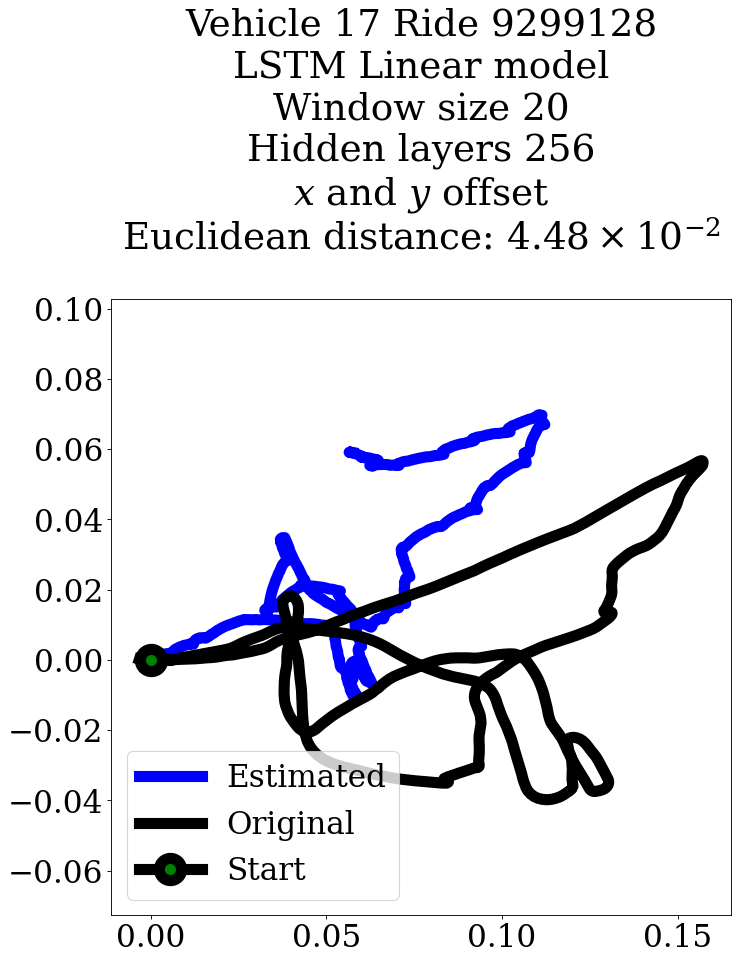 Vehicle 17 Ride 9299128
LSTM Linear model
Window size 20
Hidden layers 256
x and y offset
Euclidean distance: 4.48 × 10⁻²
0.10
0.08
0.06
0.04
0.02
0.00
−0.02
−0.04
−0.06
Estimated
Original
Start
0.00 0.05 0.10 0.15